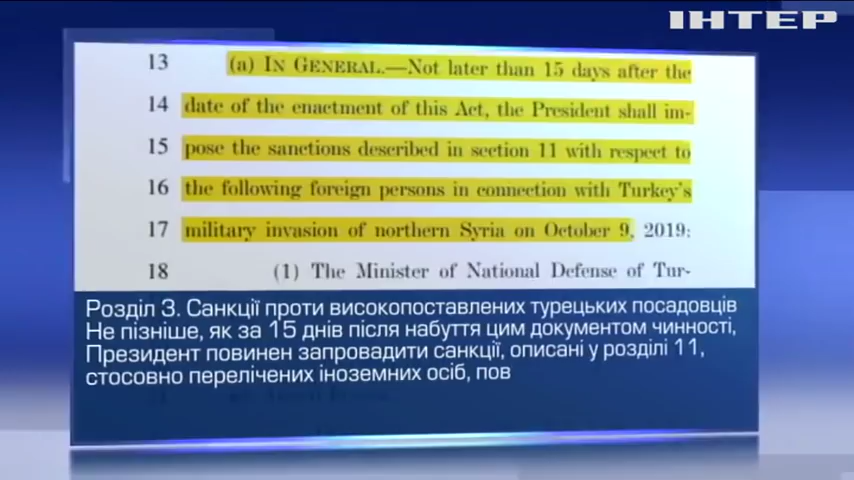 ІНТЕР
13 (a) IN GENERAL.—Not later than 15 days after the
14 date of the enactment of this Act, the President shall im-
15 pose the sanctions described in section 11 with respect to
16 the following foreign persons in connection with Turkey's
17 military invasion of northern Syria on October 9, 2019:
18 (1) The Minister of National Defense of Tur-
Розділ 3. Санкції проти високопоставлених турецьких посадовців
Не пізніше, як за 15 днів після набуття цим документом чинності,
Президент повинен запровадити санкції, описані у розділі 11,
стосовно перелічених іноземних осіб, пов